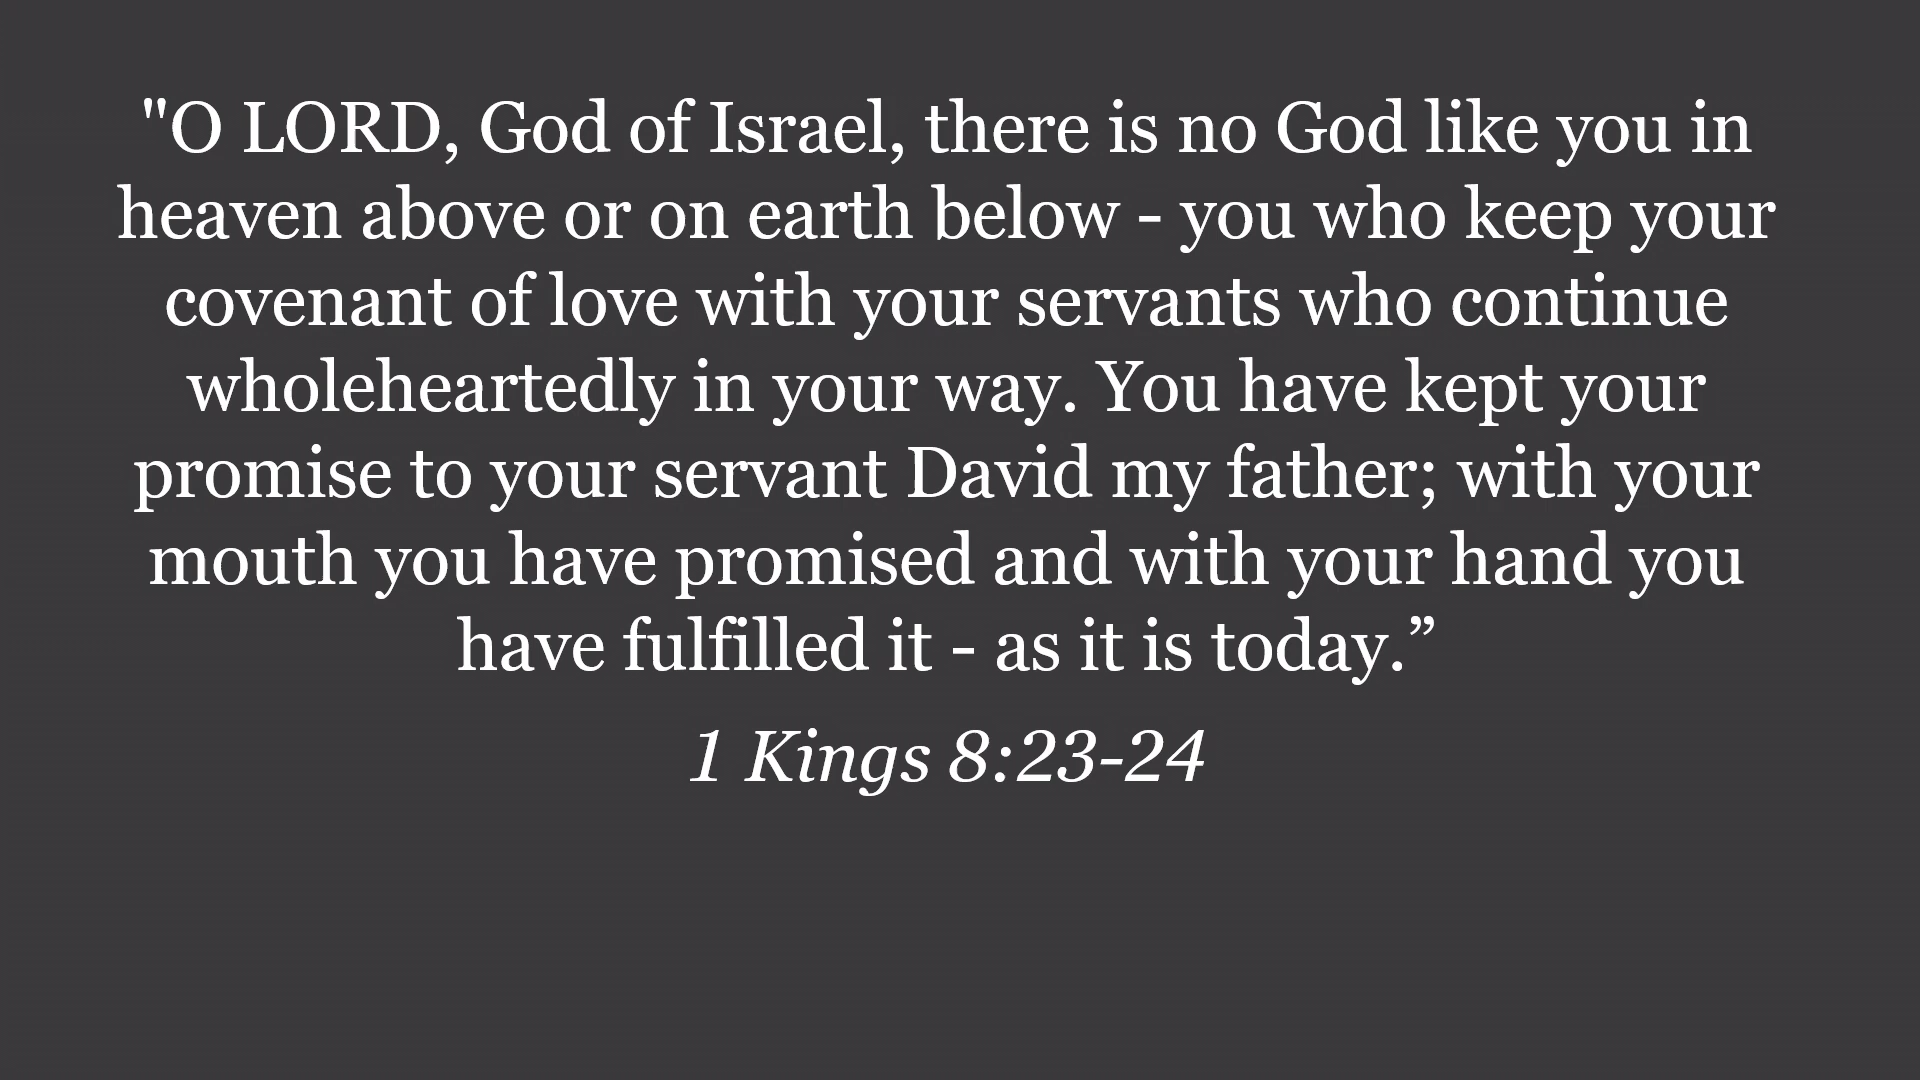 "O LORD, God of Israel, there is no God like you in
heaven above or on earth below - you who keep your
covenant of love with your servants who continue
wholeheartedly in your way. You have kept your
promise to your servant David my father; with your
mouth you have promised and with your hand you
have fulfilled it - as it is today.”
1 Kings 8:23-24